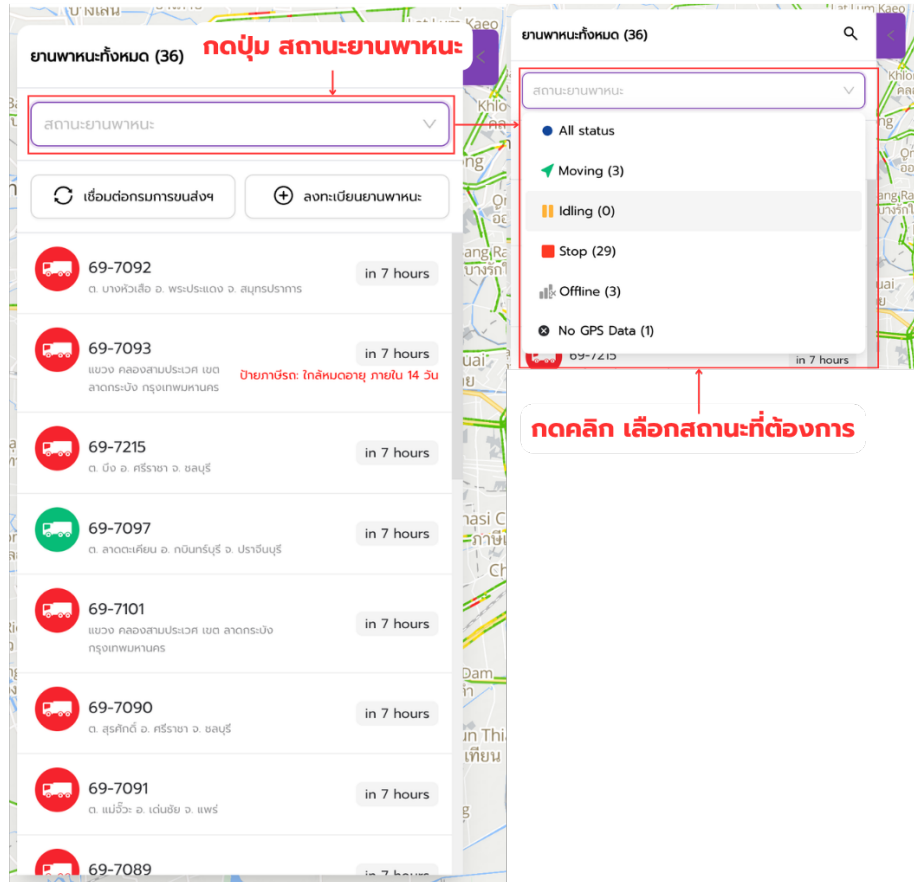 บางเลน
ยานพาหนะทั้งหมด (36)
กดปุ่ม สถานะยานพาหนะ
สถานะยานพาหนะ
เชื่อมต่อกรมการขนส่งฯ
ลงทะเบียนยานพาหนะ
69-7092
in 7 hours
ต. บางหัวเสือ อ. พระประแดง จ. สมุทรปราการ
69-7093
in 7 hours
แขวง คลองสามประเวศ เขต
ลาดกระบัง กรุงเทพมหานคร
ป้ายภาษีรถ: ใกล้หมดอายุ ภายใน 14 วัน
69-7215
in 7 hours
ต. บึง อ. ศรีราชา จ. ชลบุรี
69-7097
in 7 hours
ต. ลาดตะเคียน อ. กบินทร์บุรี จ. ปราจีนบุรี
69-7101
in 7 hours
แขวง คลองสามประเวศ เขต ลาดกระบัง
กรุงเทพมหานคร
69-7090
in 7 hours
ต. สุรศักดิ์ อ. ศรีราชา จ. ชลบุรี
69-7091
in 7 hours
ต. แม่จั๊วะ อ. เด่นชัย จ. แพร่
69-7089
in 7 hours
ยานพาหนะทั้งหมด (36)
สถานะยานพาหนะ
All status
Moving (3)
Idling (0)
Stop (29)
Offline (3)
No GPS Data (1)
69-7215
in 7 hours
กดคลิก เลือกสถานะที่ต้องการ